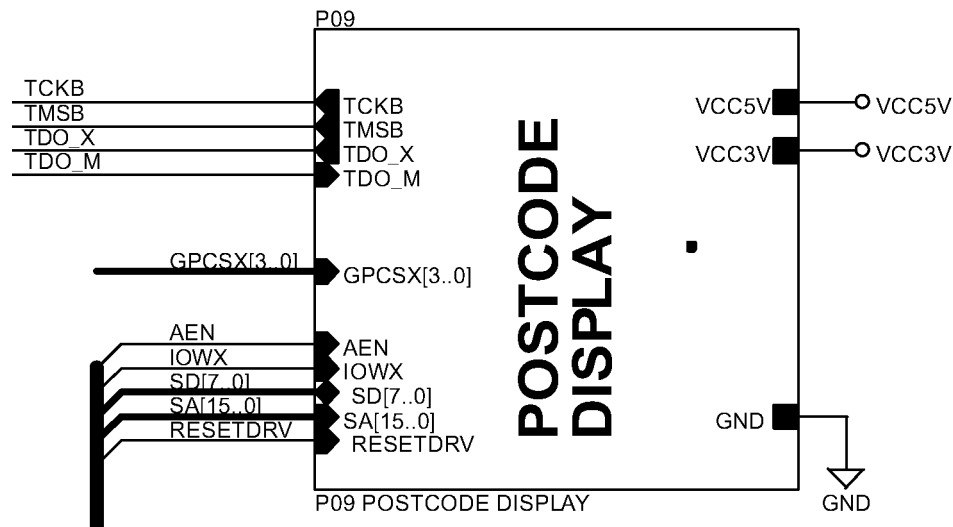 P09
TCKB
TMSB
TDO_X
TDO_M
TCKB
TMSB
TDO_X
TDO_M
GPCSX[3..0]
GPCSX[3..0]
AEN
IOWX
SD[7..0]
SA[15..0]
RESETDRV
AEN
IOWX
SD[7..0]
SA[15..0]
RESETDRV
POSTCODE
DISPLAY
VCC5V VCC5V
VCC3V VCC3V
GND
GND
P09 POSTCODE DISPLAY